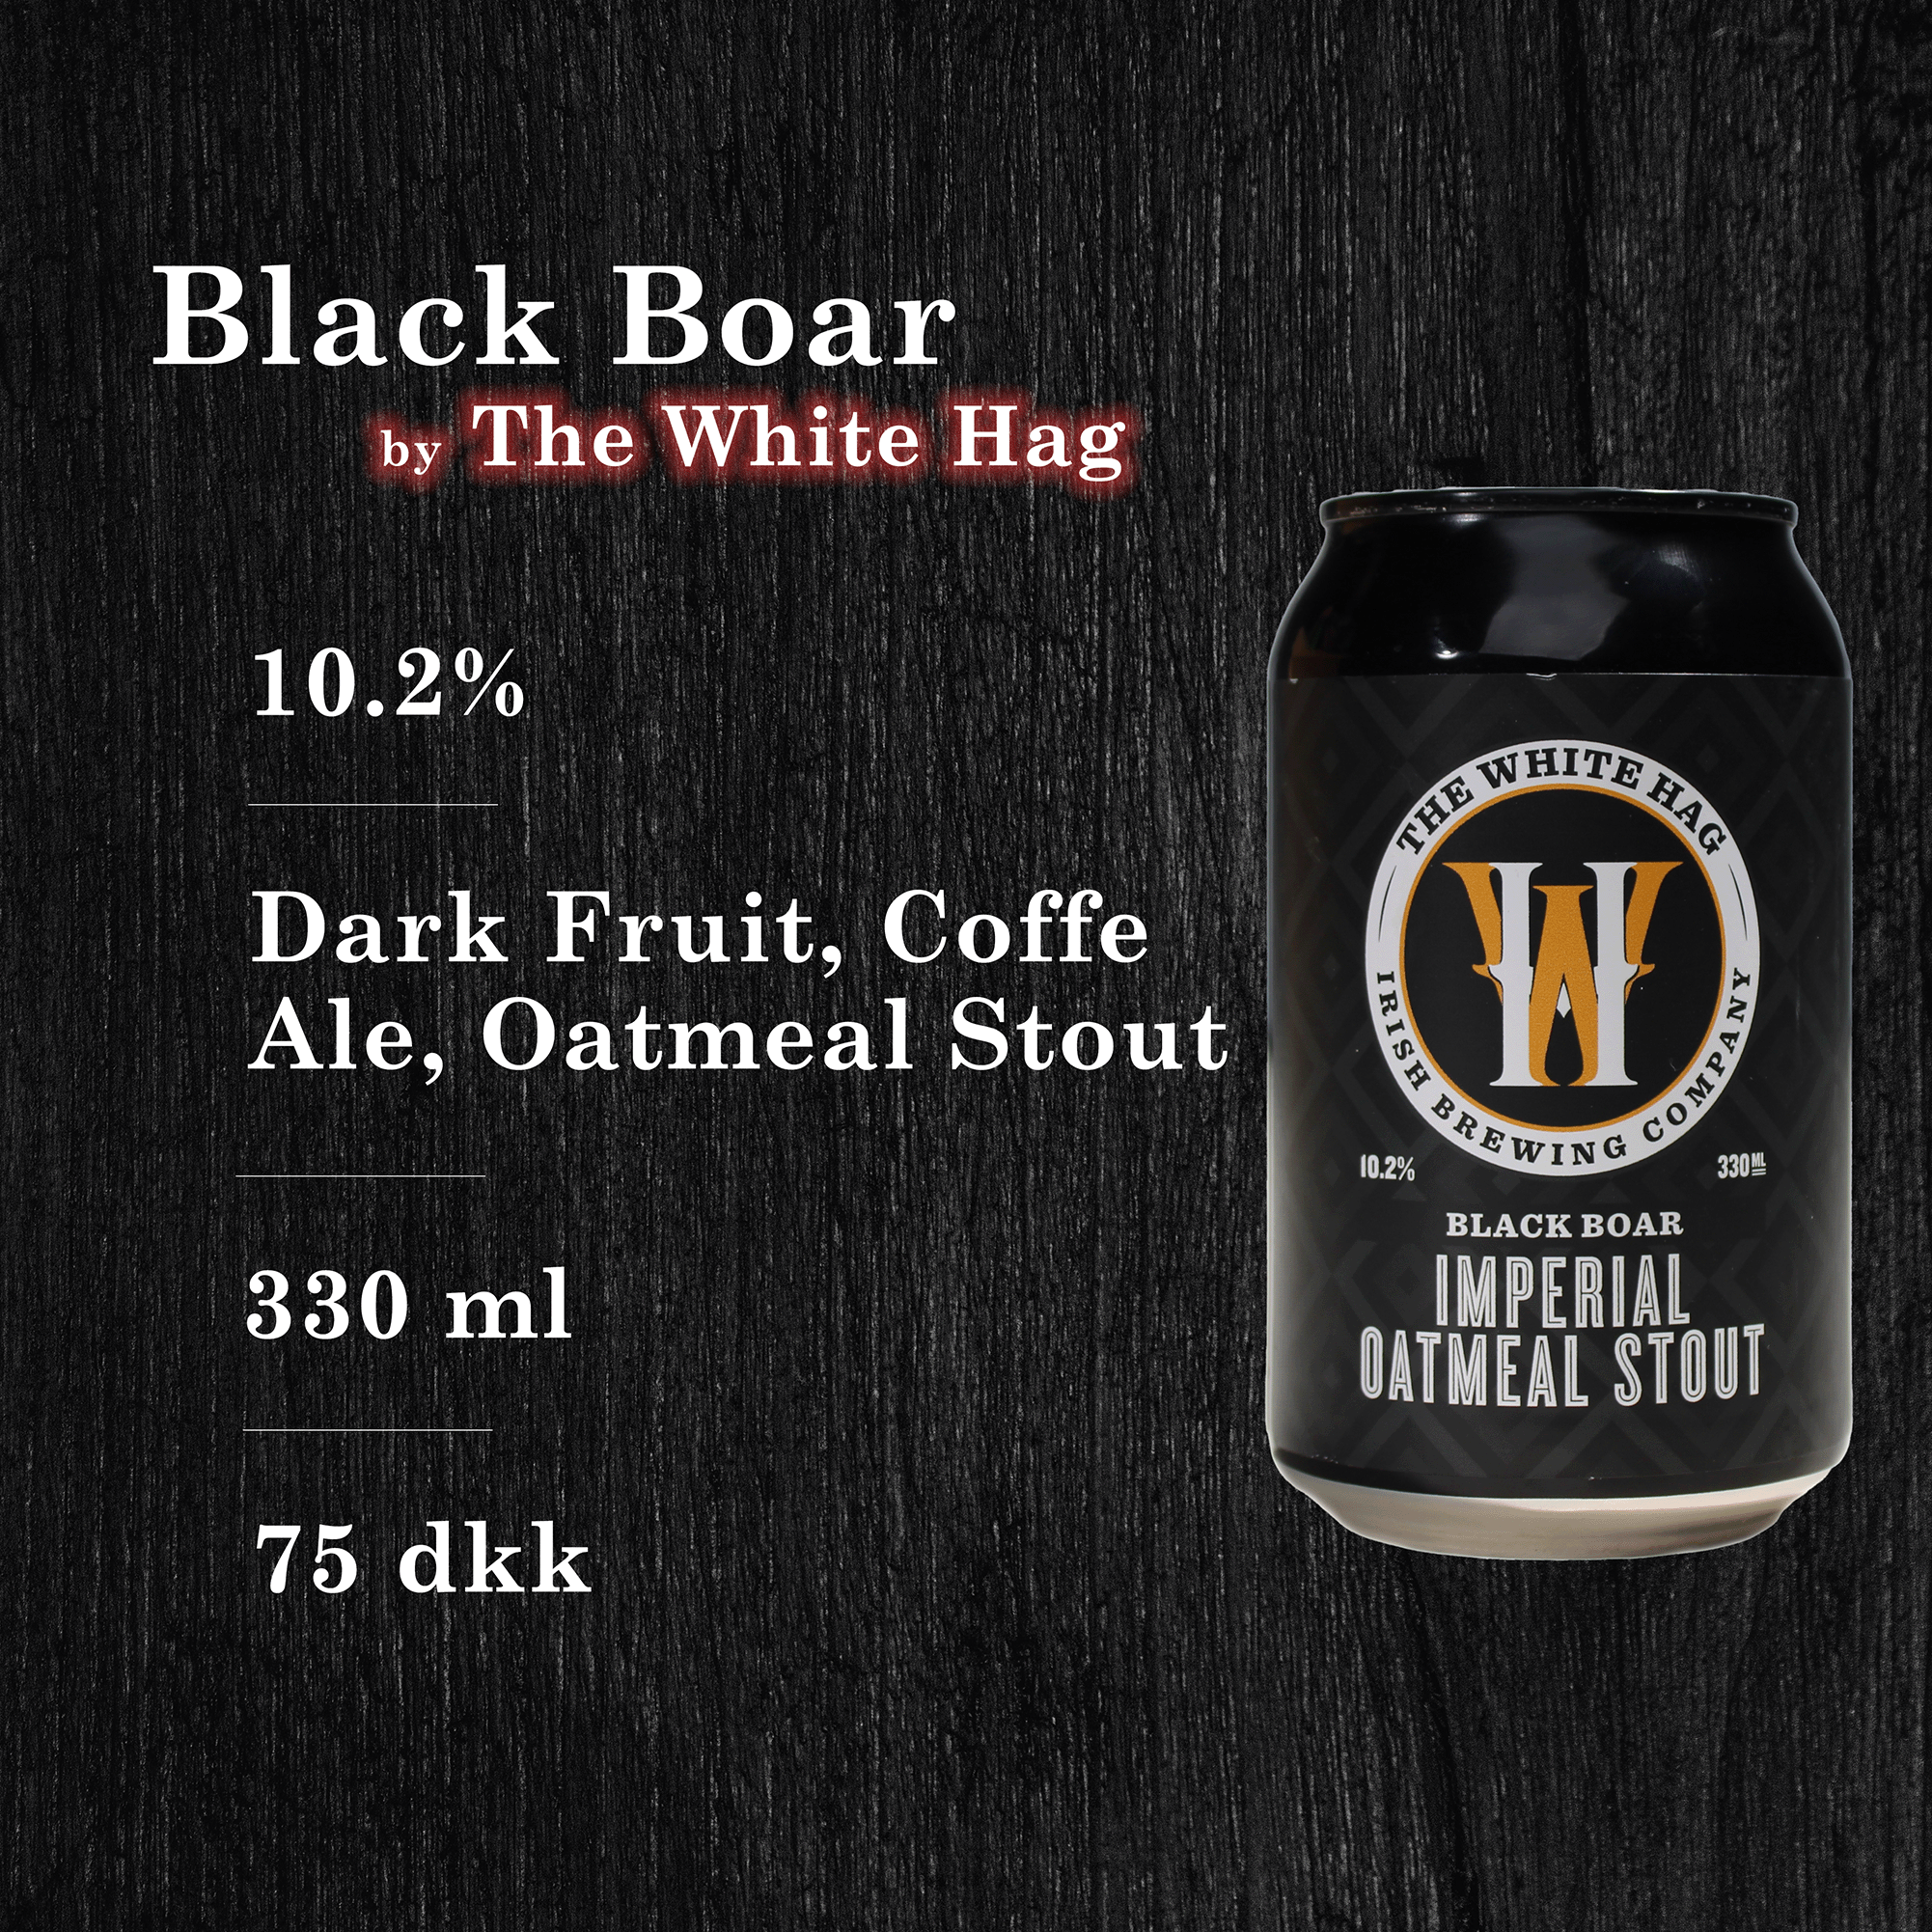 Black Boar
by The White Hag
10.2%
Dark Fruit, Coffe
Ale, Oatmeal Stout
330 ml
75 dkk
THE WHITE HAG
IRISH BREWING COMPANY
10.2% 330ML
BLACK BOAR
IMPERIAL
OATMEAL STOUT